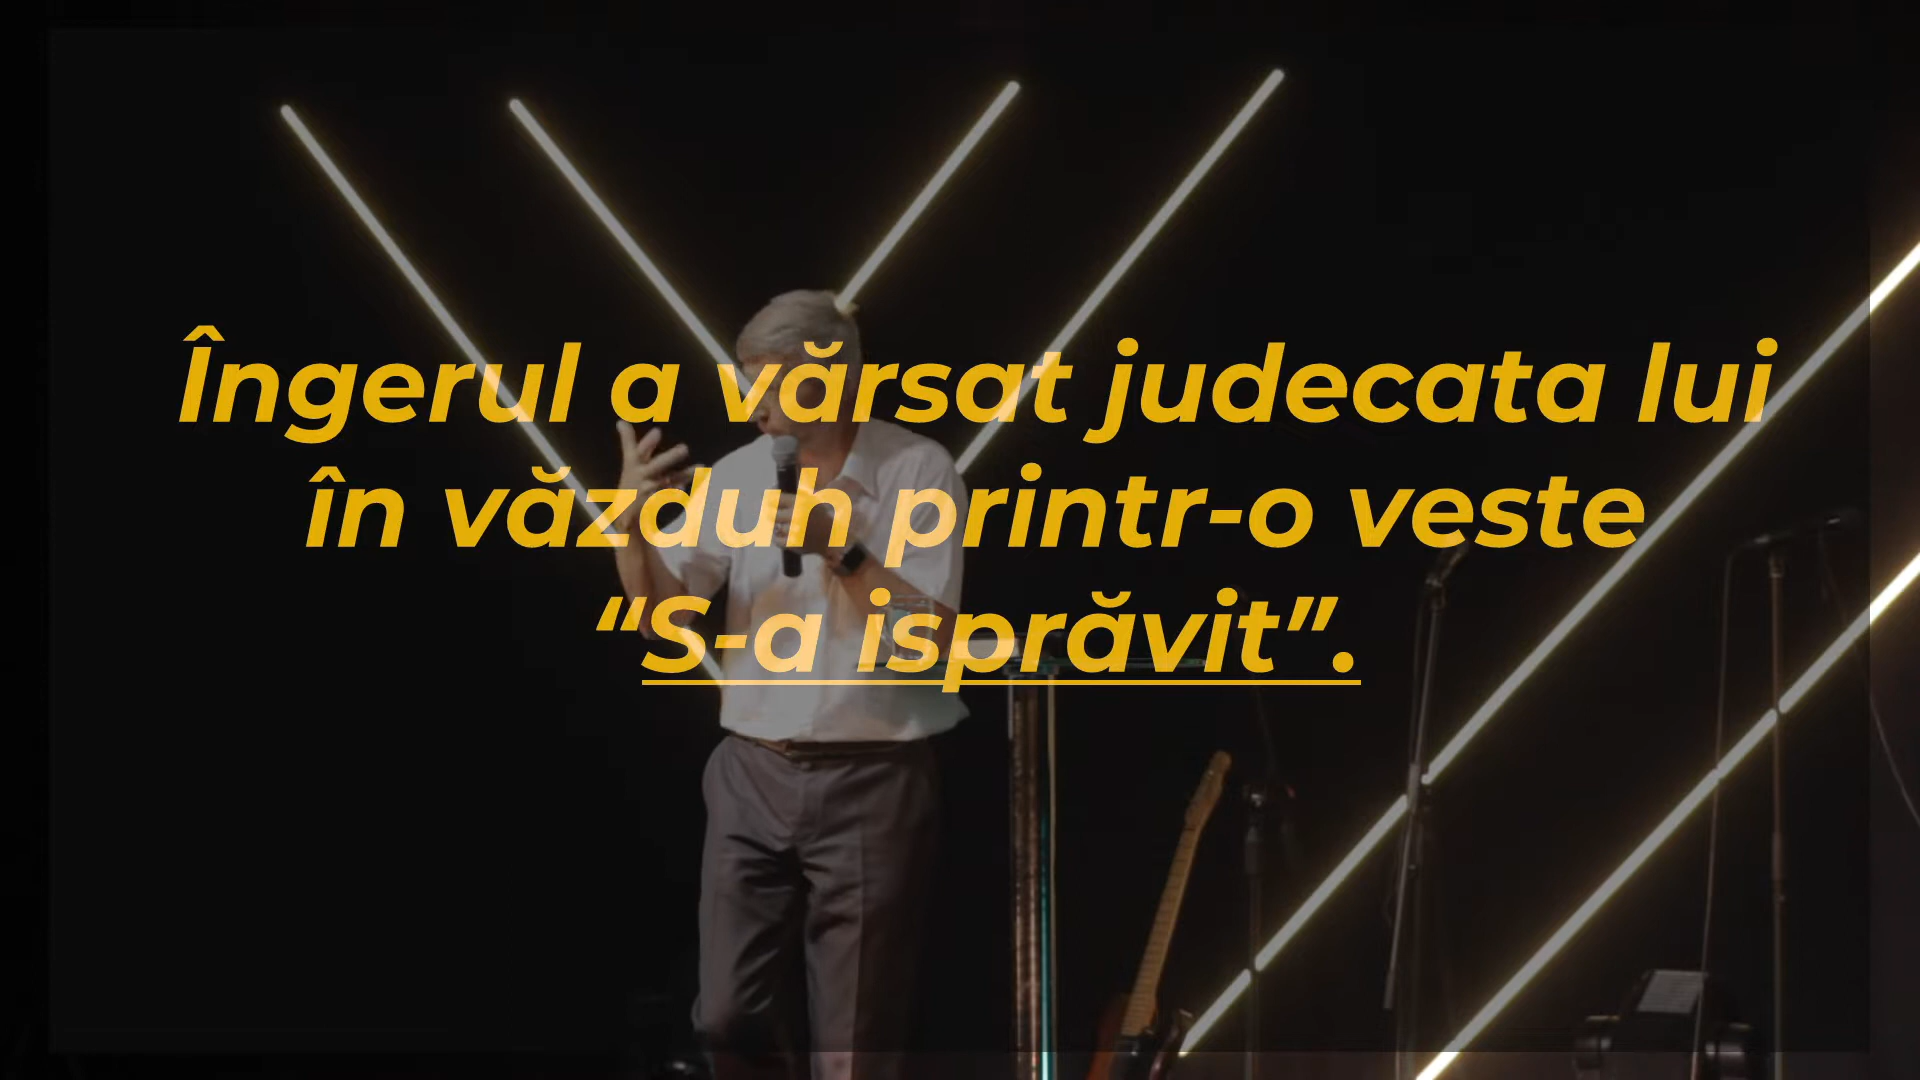 Îngerul a vărsat judecata lui
în văzduh printr-o veste
“S-a isprăvit”.